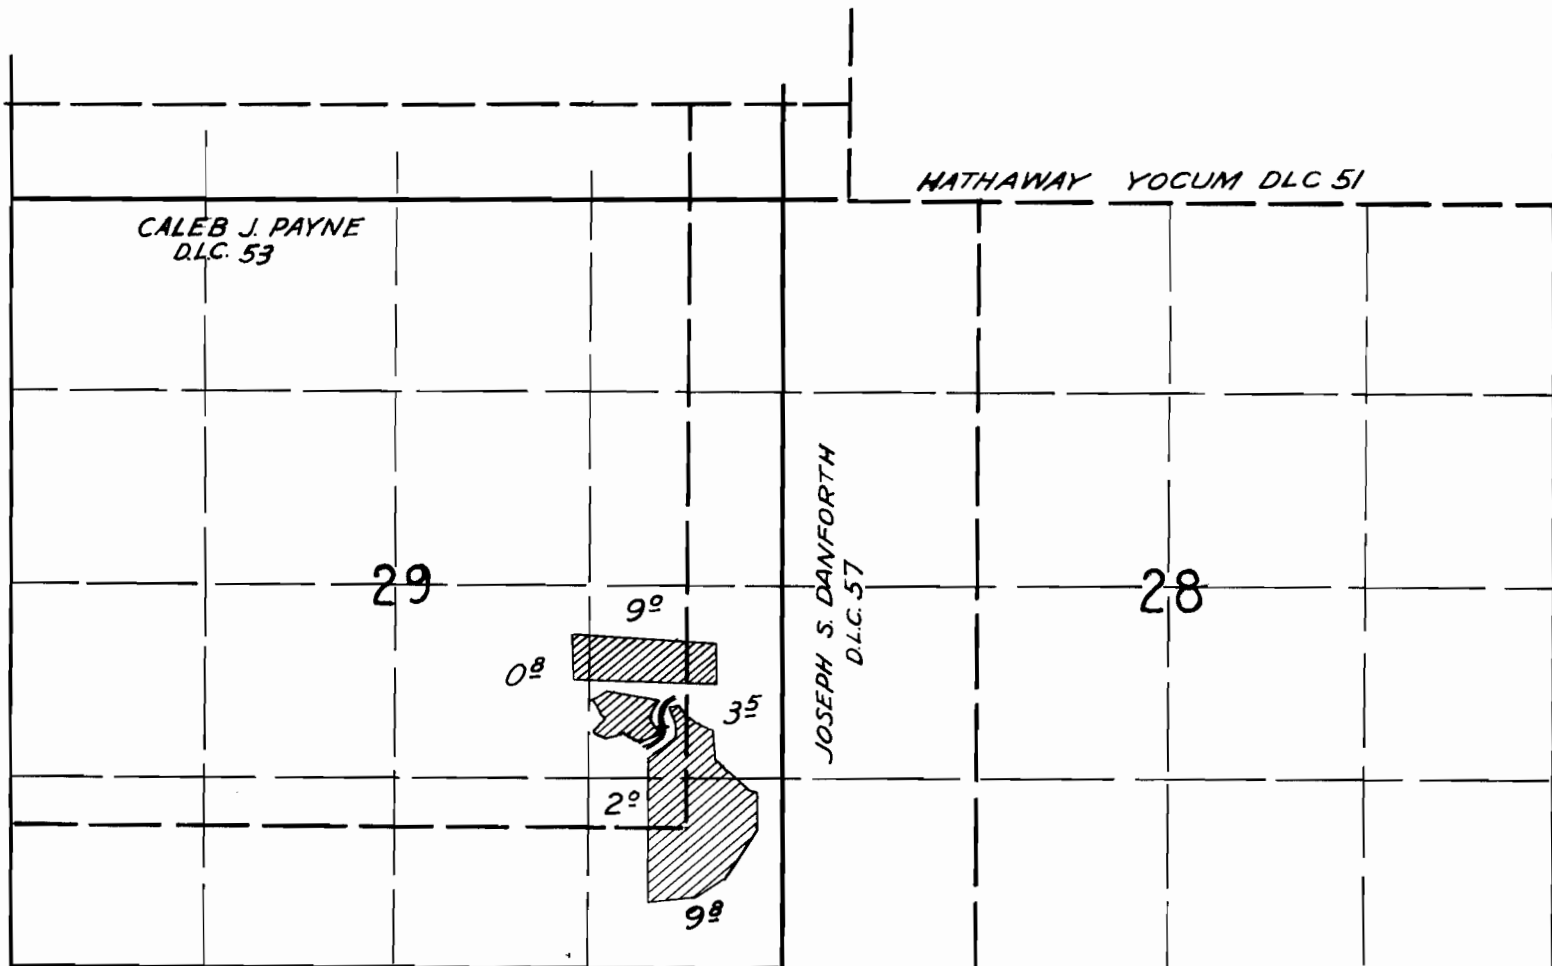 HATHAWAY YOCUM DLC 51
CALEB J. PAYNE
D.L.C. 53
JOSEPH S. DANFORTH
D.L.C. 57
29
28
9º
0⁸
3⁵
2º
9⁸